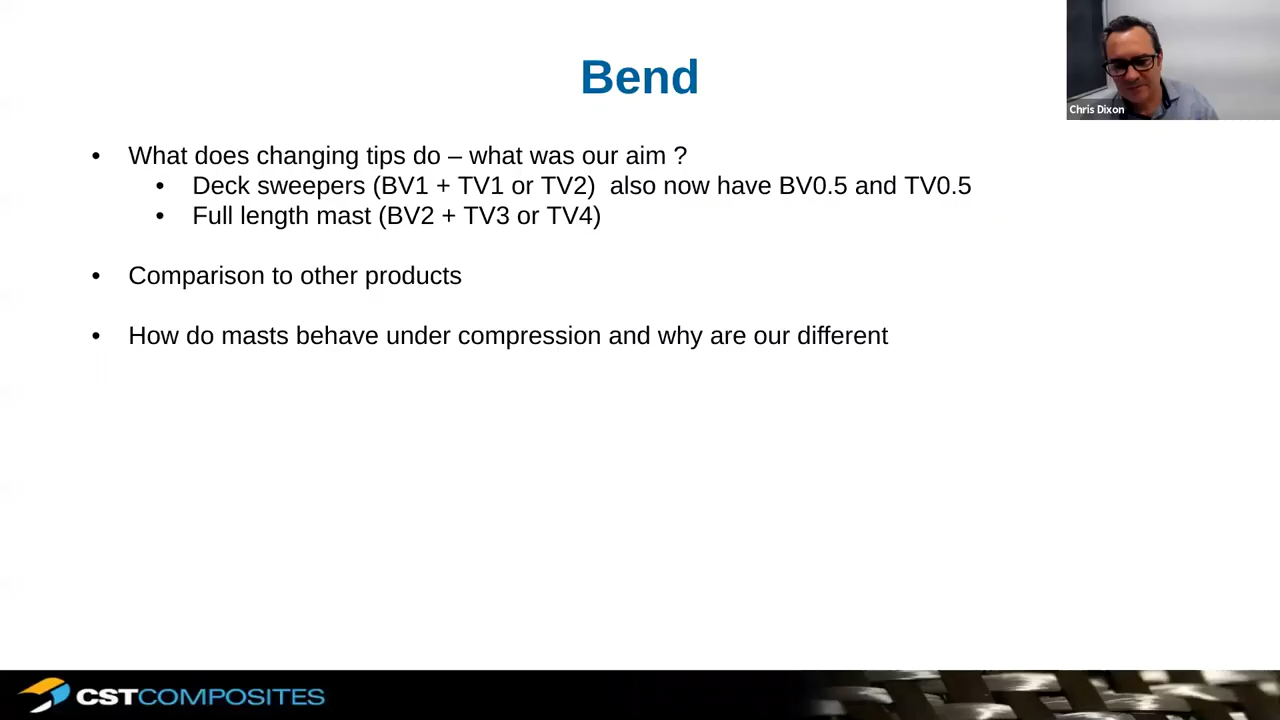 Bend
Chris Dixon
• What does changing tips do – what was our aim ?
• Deck sweepers (BV1 + TV1 or TV2)  also now have BV0.5 and TV0.5
• Full length mast (BV2 + TV3 or TV4)
• Comparison to other products
• How do masts behave under compression and why are our different
CSTCOMPOSITES